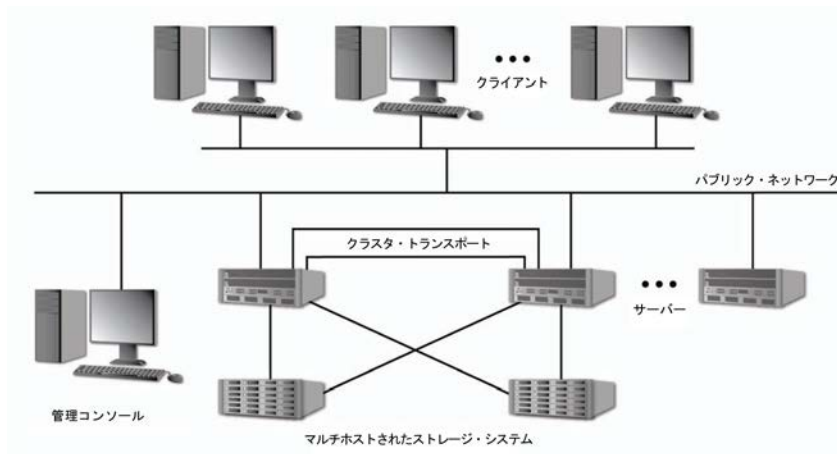 クライアント
パブリック・ネットワーク
クラスタ・トランスポート
サーバー
管理コンソール
マルチホストされたストレージ・システム